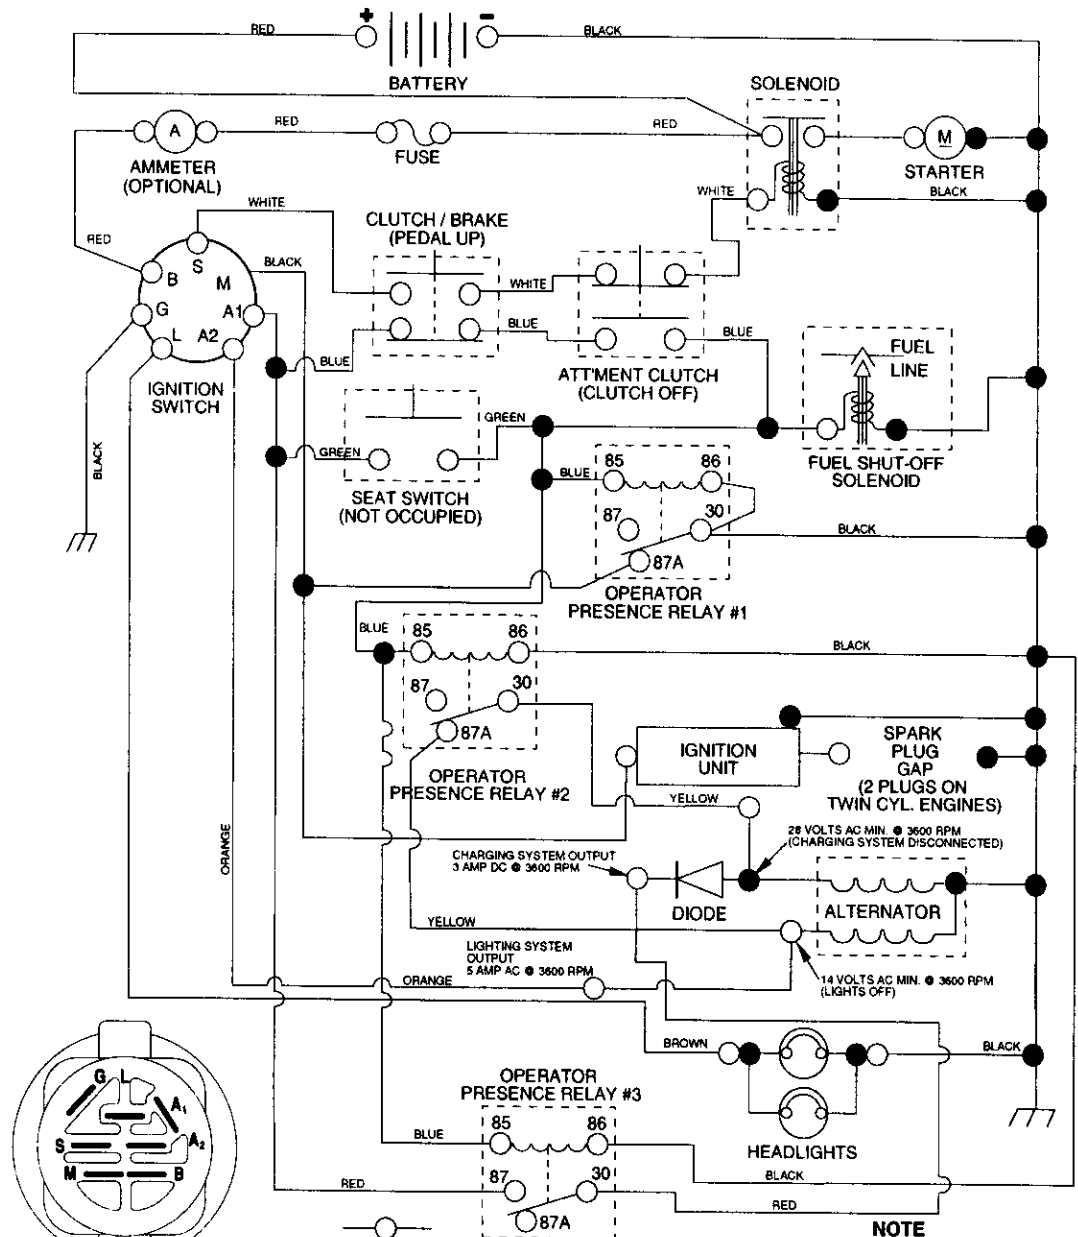 + -
RED
BLACK
BATTERY
SOLENOID
A
RED
RED
FUSE
M
AMMETER
(OPTIONAL)
STARTER
WHITE
BLACK
WHITE
CLUTCH / BRAKE
(PEDAL UP)
RED
S
BLACK
B
M
WHITE
G
A1
L
A2
BLUE
BLUE
BLUE
FUEL
LINE
IGNITION
SWITCH
ATT'MENT CLUTCH
(CLUTCH OFF)
GREEN
BLACK
GREEN
SEAT SWITCH
(NOT OCCUPIED)
FUEL SHUT-OFF
SOLENOID
BLUE
85
86
87
30
87A
BLACK
OPERATOR
PRESENCE RELAY #1
BLUE
85
86
BLACK
87
30
87A
OPERATOR
PRESENCE RELAY #2
IGNITION
UNIT
SPARK
PLUG
GAP
(2 PLUGS ON
TWIN CYL. ENGINES)
YELLOW
ORANGE
28 VOLTS AC MIN. @ 3600 RPM
(CHARGING SYSTEM DISCONNECTED)
CHARGING SYSTEM OUTPUT
3 AMP DC @ 3600 RPM
DIODE
ALTERNATOR
YELLOW
LIGHTING SYSTEM
OUTPUT
5 AMP AC @ 3600 RPM
ORANGE
14 VOLTS AC MIN. @ 3600 RPM
(LIGHTS OFF)
BROWN
BLACK
HEADLIGHTS
G
L
A1
A2
S
M
B
OPERATOR
PRESENCE RELAY #3
BLUE
85
86
BLACK
RED
87
30
RED
87A
NOTE